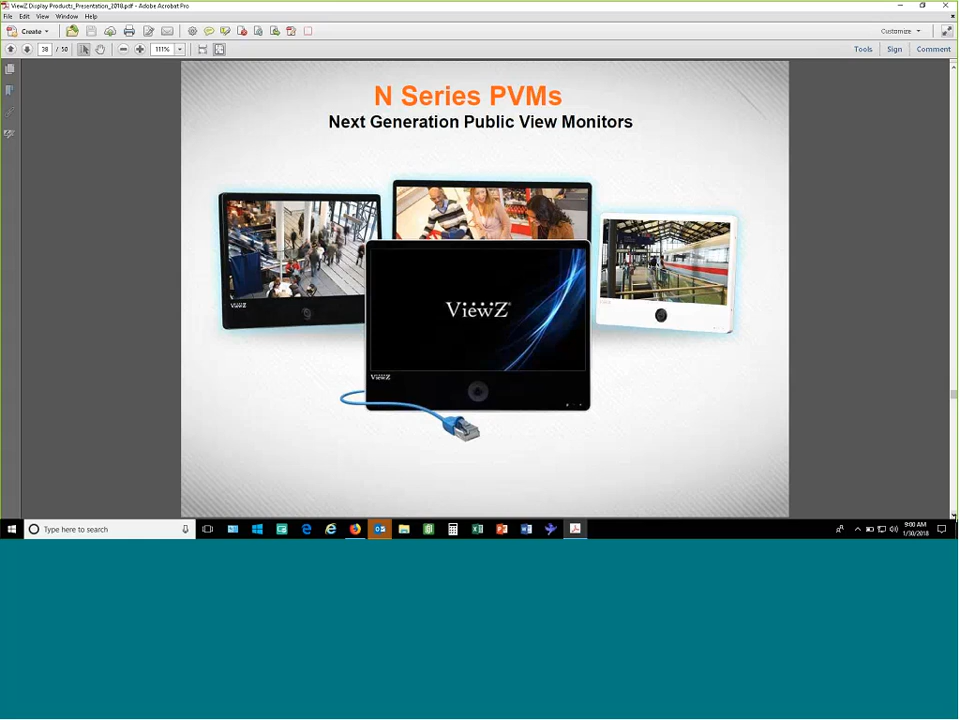 ViewZ Display Products_Presentation_2018.pdf - Adobe Acrobat Pro
File Edit View Window Help
Create
Customize
38 / 50
111%
Tools Sign Comment
N Series PVMs
Next Generation Public View Monitors
ViewZ
ViewZ
ViewZ
Type here to search
9:00 AM
1/30/2018